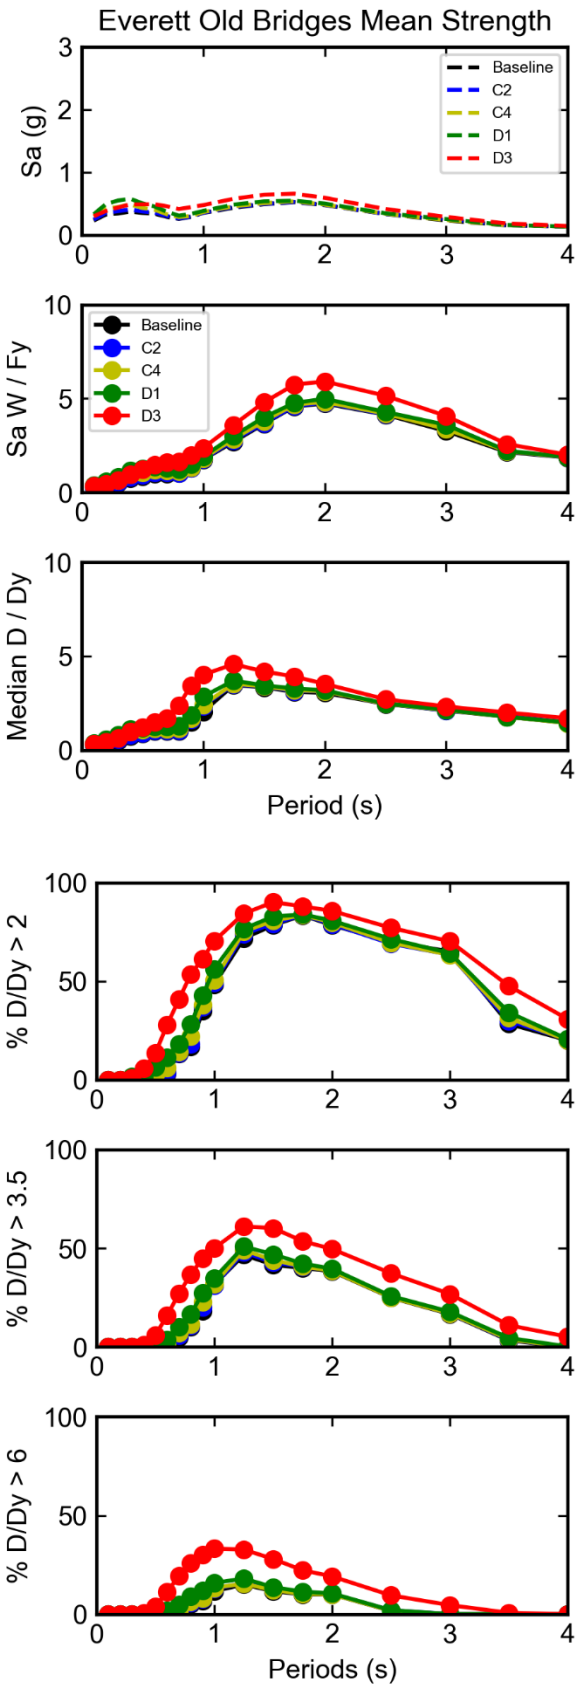 Everett Old Bridges Mean Strength
3
2
1
0
Sa (g)
Baseline
C2
C4
D1
D3
0 1 2 3 4
10
5
0
Sa W / Fy
Baseline
C2
C4
D1
D3
0 1 2 3 4
10
5
0
Median D / Dy
0 1 2 3 4
Period (s)
100
50
0
% D/Dy > 2
0 1 2 3 4
100
50
0
% D/Dy > 3.5
0 1 2 3 4
100
50
0
% D/Dy > 6
0 1 2 3 4
Periods (s)